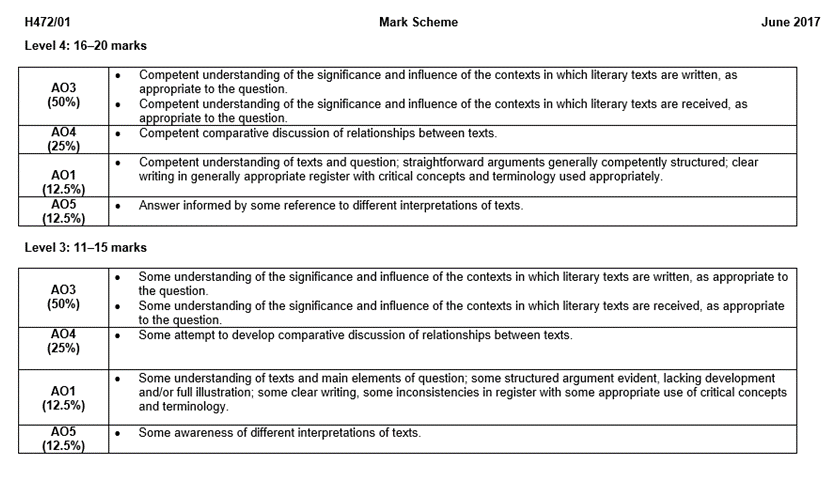 H472/01 Mark Scheme June 2017
Level 4: 16–20 marks
AO3
(50%)
• Competent understanding of the significance and influence of the contexts in which literary texts are written, as
appropriate to the question.
• Competent understanding of the significance and influence of the contexts in which literary texts are received, as
appropriate to the question.
AO4
(25%)
• Competent comparative discussion of relationships between texts.
AO1
(12.5%)
• Competent understanding of texts and question; straightforward arguments generally competently structured; clear
writing in generally appropriate register with critical concepts and terminology used appropriately.
AO5
(12.5%)
• Answer informed by some reference to different interpretations of texts.
Level 3: 11–15 marks
AO3
(50%)
• Some understanding of the significance and influence of the contexts in which literary texts are written, as appropriate to
the question.
• Some understanding of the significance and influence of the contexts in which literary texts are received, as appropriate
to the question.
AO4
(25%)
• Some attempt to develop comparative discussion of relationships between texts.
AO1
(12.5%)
• Some understanding of texts and main elements of question; some structured argument evident, lacking development
and/or full illustration; some clear writing, some inconsistencies in register with some appropriate use of critical concepts
and terminology.
AO5
(12.5%)
• Some awareness of different interpretations of texts.